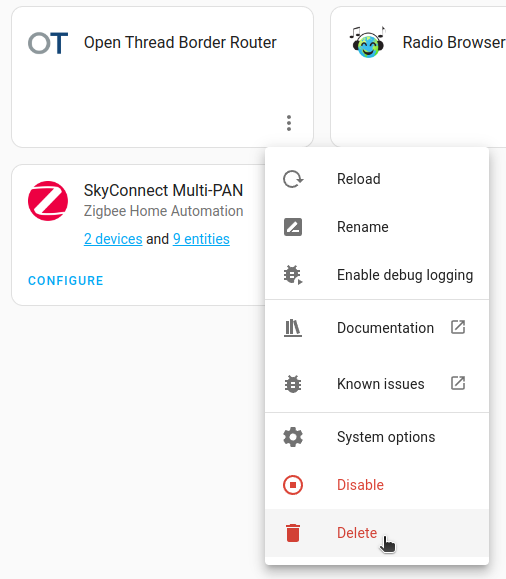 OT
Open Thread Border Router
Radio Browser
SkyConnect Multi-PAN
Zigbee Home Automation
2 devices and 9 entities
CONFIGURE
Reload
Rename
Enable debug logging
Documentation
Known issues
System options
Disable
Delete